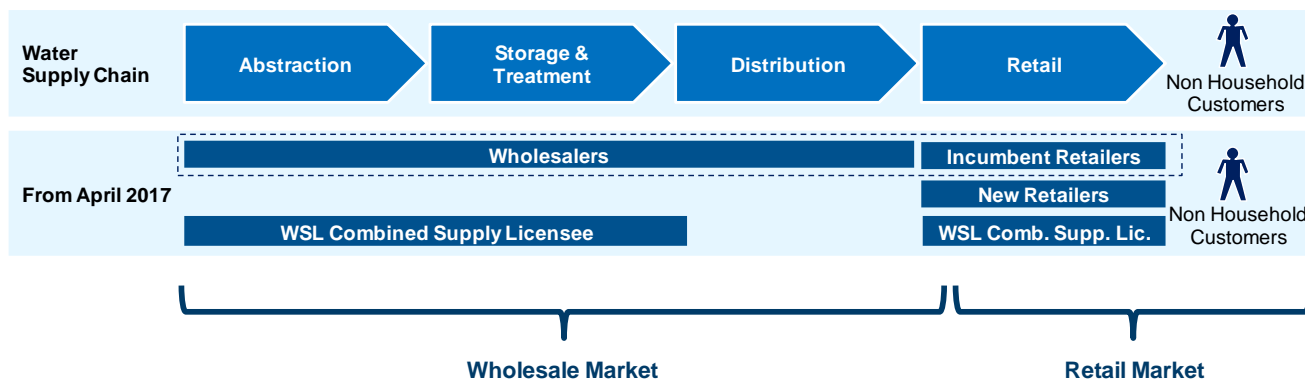 Water
Supply Chain
Abstraction
Storage &
Treatment
Distribution
Retail
Non Household
Customers
From April 2017
Wholesalers
Incumbent Retailers
New Retailers
WSL Combined Supply Licensee
WSL Comb. Supp. Lic.
Non Household
Customers
Wholesale Market
Retail Market